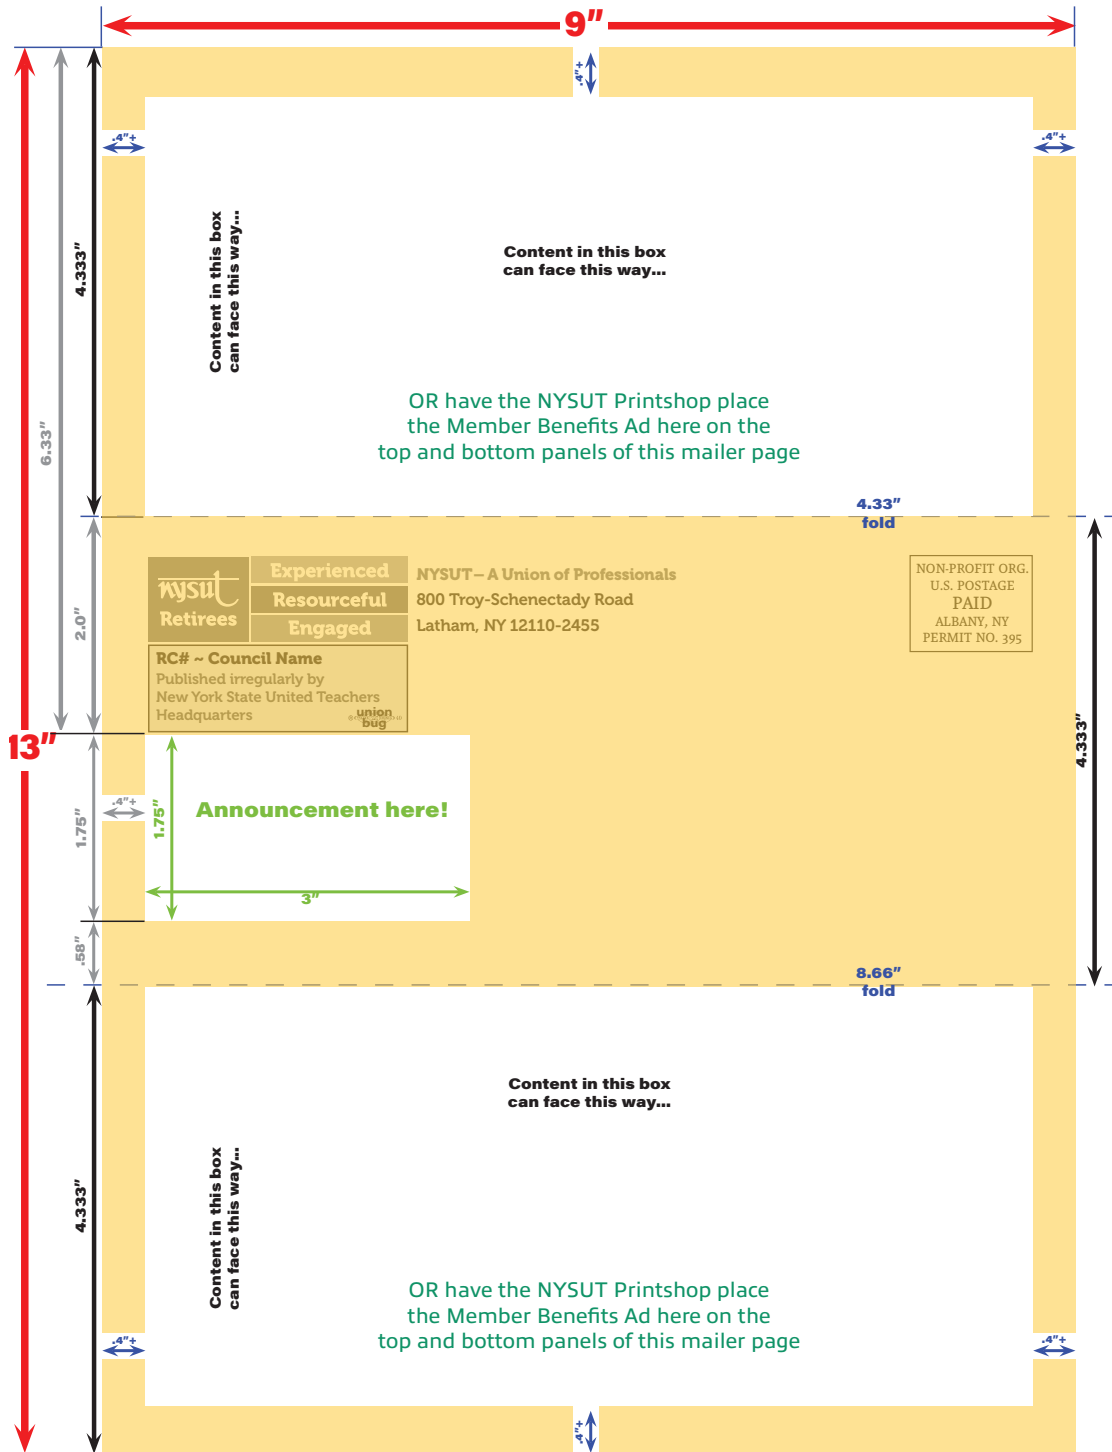 9″
.4″+
.4″+
.4″+
4.333″
6.33″
Content in this box
can face this way...
Content in this box
can face this way...
OR have the NYSUT Printshop place
the Member Benefits Ad here on the
top and bottom panels of this mailer page
4.33″
fold
nysut
Retirees
Experienced
Resourceful
Engaged
NYSUT—A Union of Professionals
800 Troy-Schenectady Road
Latham, NY 12110-2455
NON-PROFIT ORG.
U.S. POSTAGE
PAID
ALBANY, NY
PERMIT NO. 395
2.0″
RC# ~ Council Name
Published irregularly by
New York State United Teachers
Headquarters
union
bug
13″
4.333″
.4″+
1.75″
1.75″
Announcement here!
3″
.58″
8.66″
fold
Content in this box
can face this way...
Content in this box
can face this way...
4.333″
OR have the NYSUT Printshop place
the Member Benefits Ad here on the
top and bottom panels of this mailer page
.4″+
.4″+
.4″+